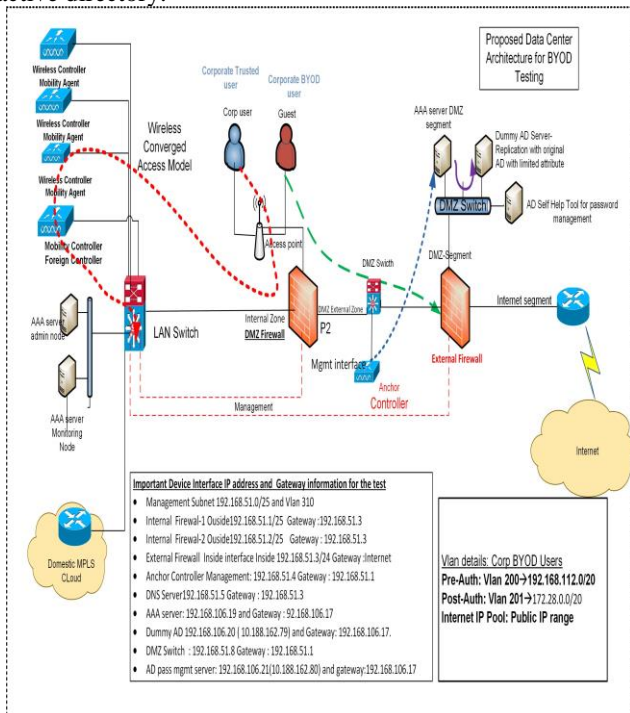 active directory.
Proposed Data Center
Architecture for BYOD
Testing
Wireless Controller
Mobility Agent
Wireless Controller
Mobility Agent
Wireless Controller
Mobility Agent
Mobility Controller
Foreign Controller
Wireless
Converged
Access Model
Corporate Trusted
user
Corp user
Corporate BYOD
user
Guest
Access point
AAA server DMZ
segment
Dummy AD Server-
Replication with original
AD with limited attribute
DMZ Switch
AD Self Help Tool for password
management
DMZ-Segment
DMZ Swicth
Internet segment
LAN Switch
Internal Zone
DMZ Firewall
P2
DMZ External Zone
External Firewall
Mgmt interface
Anchor
Controller
Management
AAA server
admin node
AAA server
Monitoring
Node
Internet
Domestic MPLS
CLoud
Important Device Interface IP address and Gateway information for the test
• Management Subnet 192.168.51.0/25 and Vlan 310
• Internal Firewal-1 Ouside192.168.51.1/25 Gateway :192.168.51.3
• Internal Firewall-2 Ouside192.168.51.2/25 Gateway :192.168.51.3
• External Firewall Inside interface Inside 192.168.51.3/24 Gateway :Internet
• Anchor Controller Management: 192.168.51.4 Gateway : 192.168.51.1
• DNS Server192.168.51.5 Gateway :192.168.51.3
• AAA server: 192.168.106.19 and Gateway : 92.168.106.17
• Dummy AD 192.168.106.20 ( 10.188.162.79) and Gateway: 192.168.106.17.
• DMZ Switch : 192.168.51.8 Gateway : 192.168.51.1
• AD pass mgmt server: 192.168.106.21(10.188.162.80) and gateway:192.168.106.17
Vlan details: Corp BYOD Users
Pre-Auth: Vlan 200→192.168.112.0/20
Post-Auth: Vlan 201→172.28.0.0/20
Internet IP Pool: Public IP range